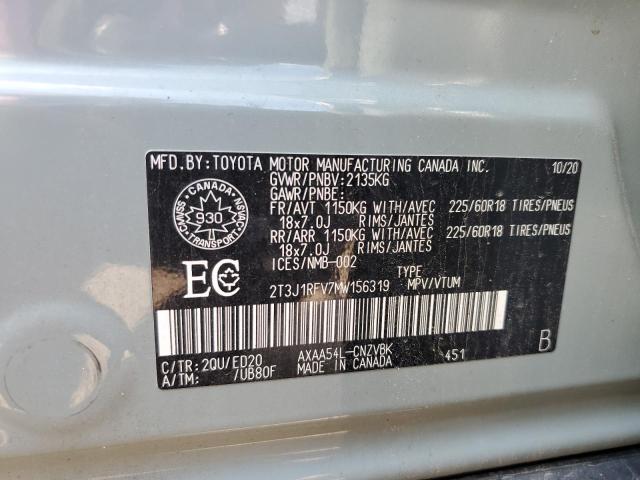 MFD.BY:TOYOTA MOTOR MANUFACTURING CANADA INC. 10/20
GVWR/PNBV:2135KG
GAWR/PNBE:
FR/AVT 1150KG WITH/AVEC 225/60R18 TIRES/PNEUS
18x7.0J RIMS/JANTES
RR/ARR 1150KG WITH/AVEC 225/60R18 TIRES/PNEUS
18x7.0J RIMS/JANTES
ICES/NMB-002 TYPE
2T3J1RFV7MW156319 MPV/VTUM
CANADA
CMVSS 930 NSVAC
TRANSPORT
EC
C/TR:2QU/ED20 AXAA54L-CNZVBK 451 B
A/TM: /UB80F MADE IN CANADA